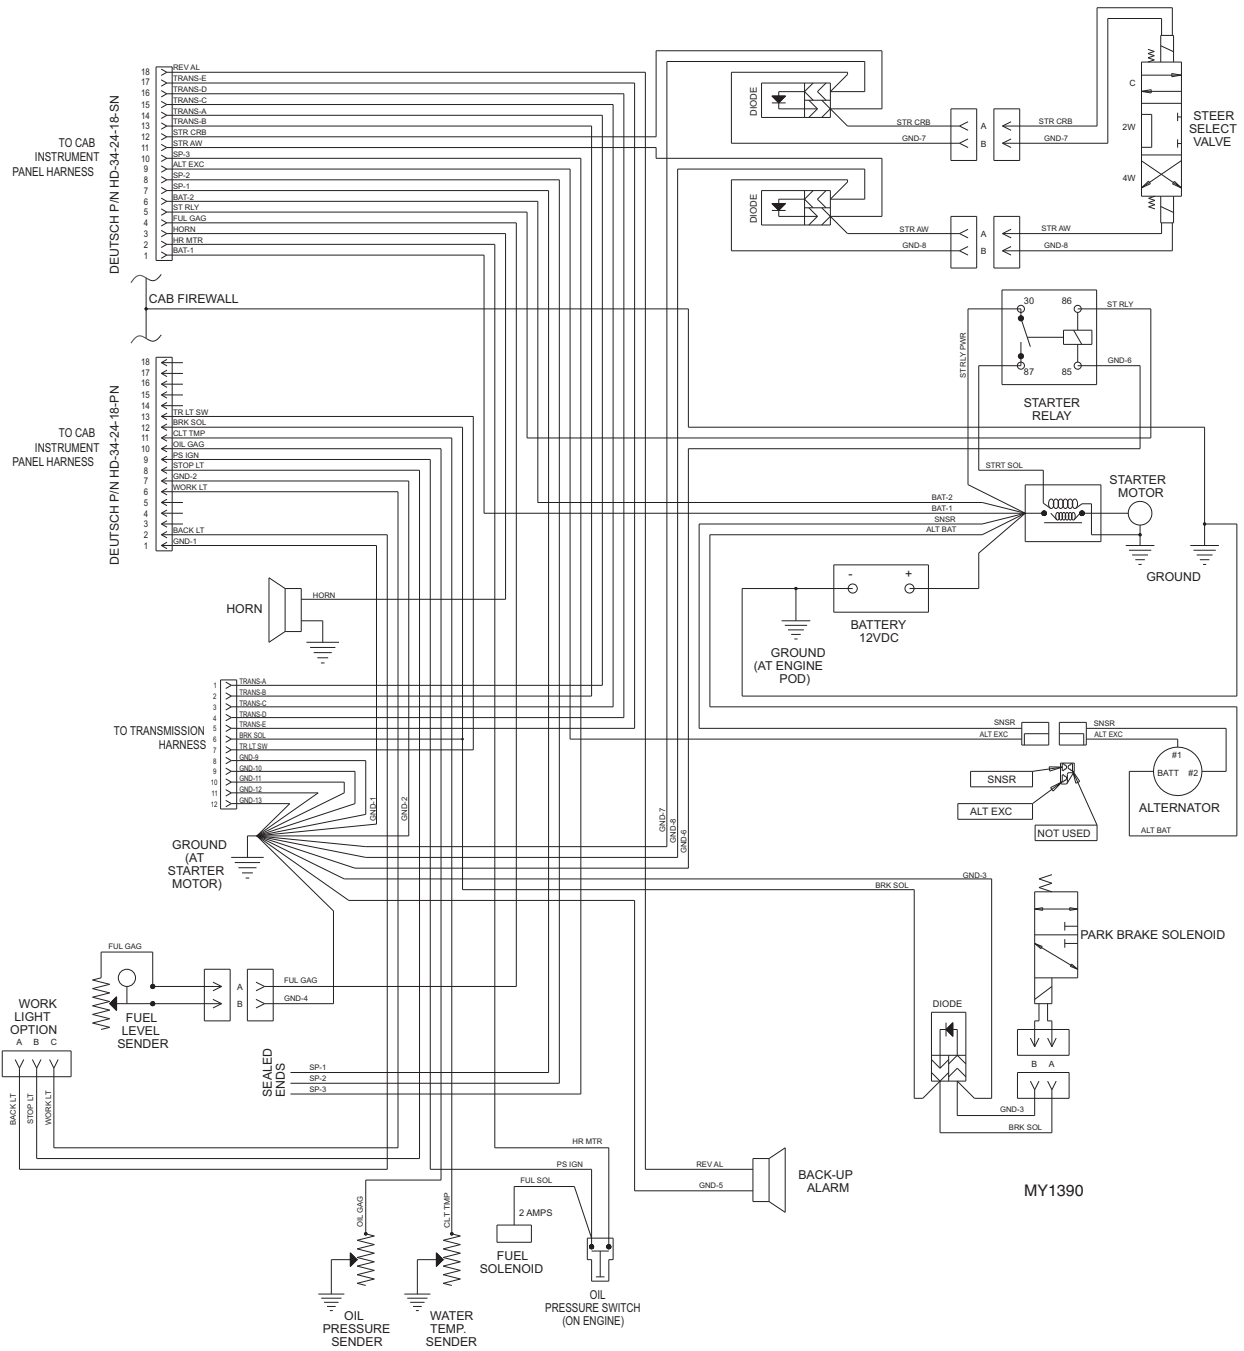 TO CAB
INSTRUMENT
PANEL HARNESS
DEUTSCH P/N HD-34-24-18-SN
18 REV AL
17 TRANS-E
16 TRANS-D
15 TRANS-C
14 TRANS-A
13 TRANS-B
12 STR CRB
11 STR AW
10 SP-3
9 ALT EXC
8 SP-2
7 SP-1
6 BAT-2
5 ST RLY
4 FUL GAG
3 HORN
2 HR MTR
1 BAT-1
CAB FIREWALL
TO CAB
INSTRUMENT
PANEL HARNESS
DEUTSCH P/N HD-34-24-18-PN
18
17
16
15
14
13 TR LT SW
12 BRK SOL
11 CLT TMP
10 OIL GAG
9 PS IGN
8 STOP LT
7 GND-2
6 WORK LT
5
4
3
2 BACK LT
1 GND-1
DIODE
STR CRB
GND-7
A
B
STR CRB
GND-7
C
2W
4W
STEER
SELECT
VALVE
DIODE
STR AW
GND-8
A
B
STR AW
GND-8
30
86
87
85
ST RLY
GND-6
ST RLY PWR
STARTER
RELAY
STRT SOL
BAT-2
BAT-1
SNSR
ALT BAT
STARTER
MOTOR
GROUND
-
+
BATTERY
12VDC
GROUND
(AT ENGINE
POD)
HORN
HORN
TO TRANSMISSION
HARNESS
1 TRANS-A
2 TRANS-B
3 TRANS-C
4 TRANS-D
5 TRANS-E
6 BRK SOL
7 TR LT SW
8 GND-9
9 GND-10
10 GND-11
11 GND-12
12 GND-13
GND-1
GND-2
GND-7
GND-8
GND-6
GROUND
(AT
STARTER
MOTOR)
SNSR
ALT EXC
SNSR
ALT EXC
#1
BATT #2
ALTERNATOR
ALT BAT
SNSR
ALT EXC
NOT USED
BRK SOL
GND-3
PARK BRAKE SOLENOID
DIODE
B A
GND-3
BRK SOL
FUL GAG
FUEL
LEVEL
SENDER
A
B
FUL GAG
GND-4
WORK
LIGHT
OPTION
A B C
BACK LT
STOP LT
WORK LT
SEALED
ENDS
SP-1
SP-2
SP-3
HR MTR
PS IGN
FUL SOL
2 AMPS
FUEL
SOLENOID
OIL
PRESSURE SWITCH
(ON ENGINE)
OIL GAG
OIL
PRESSURE
SENDER
CLT TMP
WATER
TEMP.
SENDER
REV AL
GND-5
BACK-UP
ALARM
MY1390